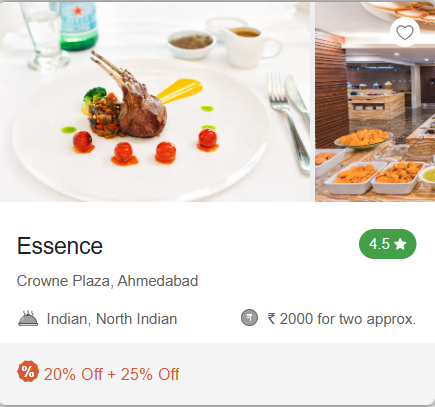 Essence
4.5 ★
Crowne Plaza, Ahmedabad
Indian, North Indian
₹ 2000 for two approx.
20% Off + 25% Off